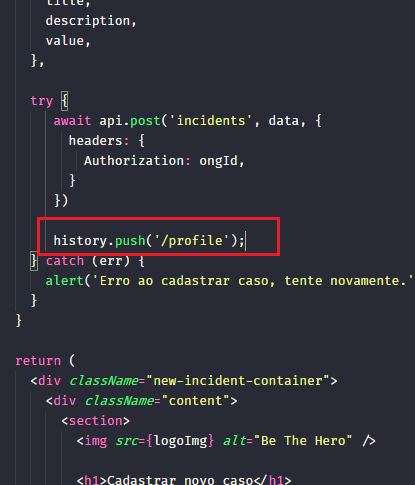 title,
description,
value,
},
try {
await api.post('incidents', data, {
headers: {
Authorization: ongId,
}
})
history.push('/profile');
} catch (err) {
alert('Erro ao cadastrar caso, tente novamente.'
}
}
return (
<div className="new-incident-container">
<div className="content">
<section>
<img src={logoImg} alt="Be The Hero" />
<h1>Cadastrar novo caso</h1>